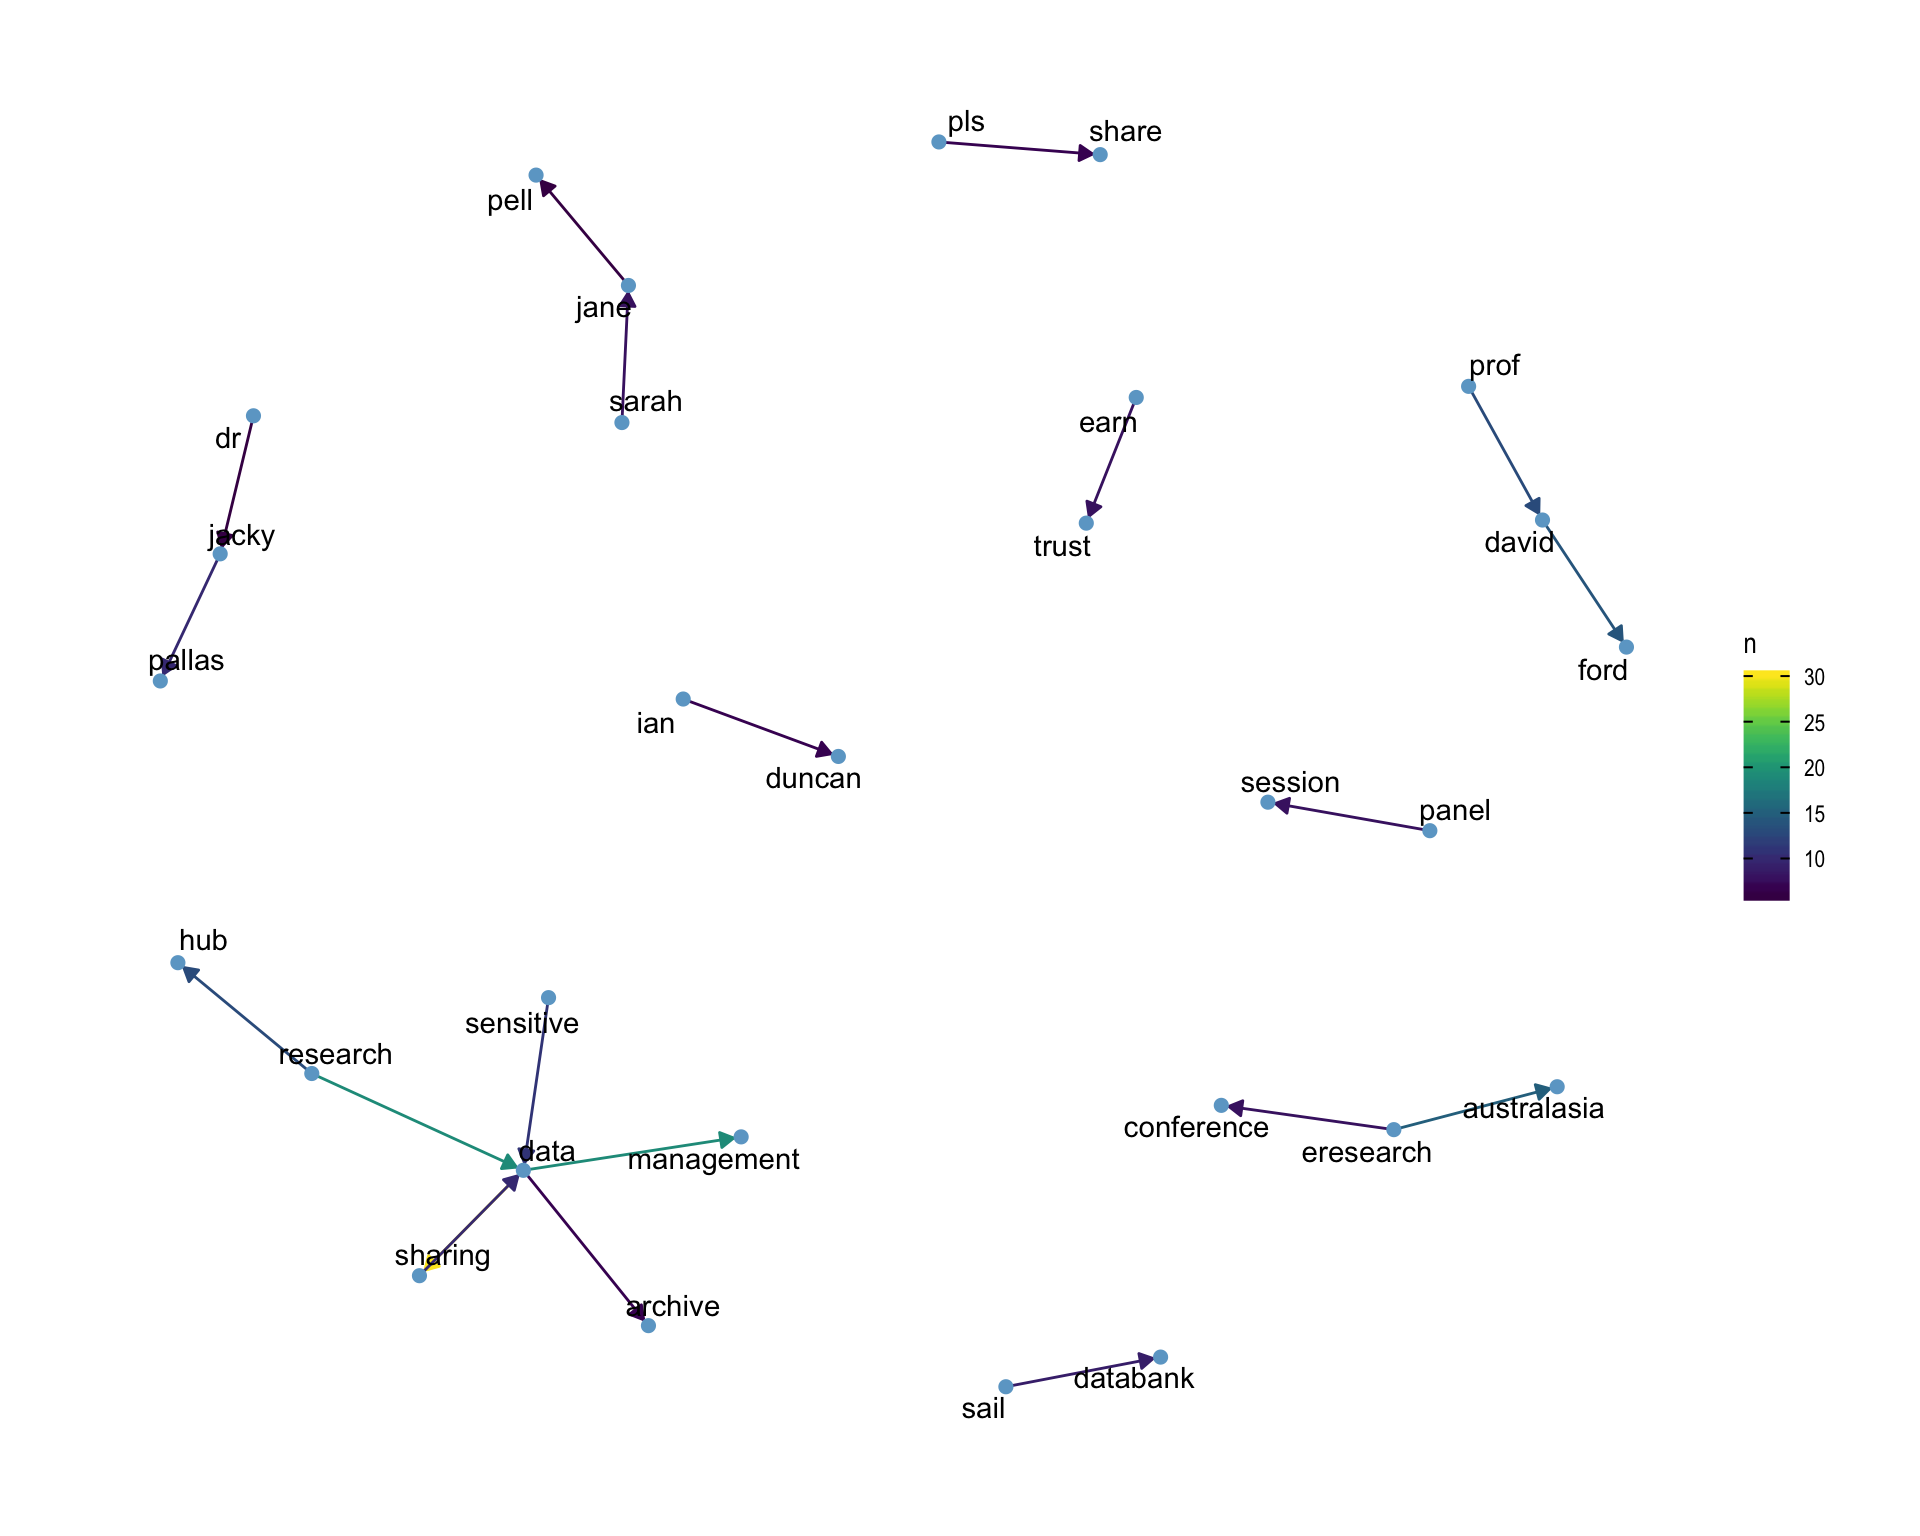 pls
share
pell
jane
sarah
prof
earn
dr
jacky
trust
david
pallas
ford
ian
duncan
session
panel
n
30
25
20
15
10
hub
sensitive
research
data
management
sharing
archive
conference
australasia
eresearch
databank
sail